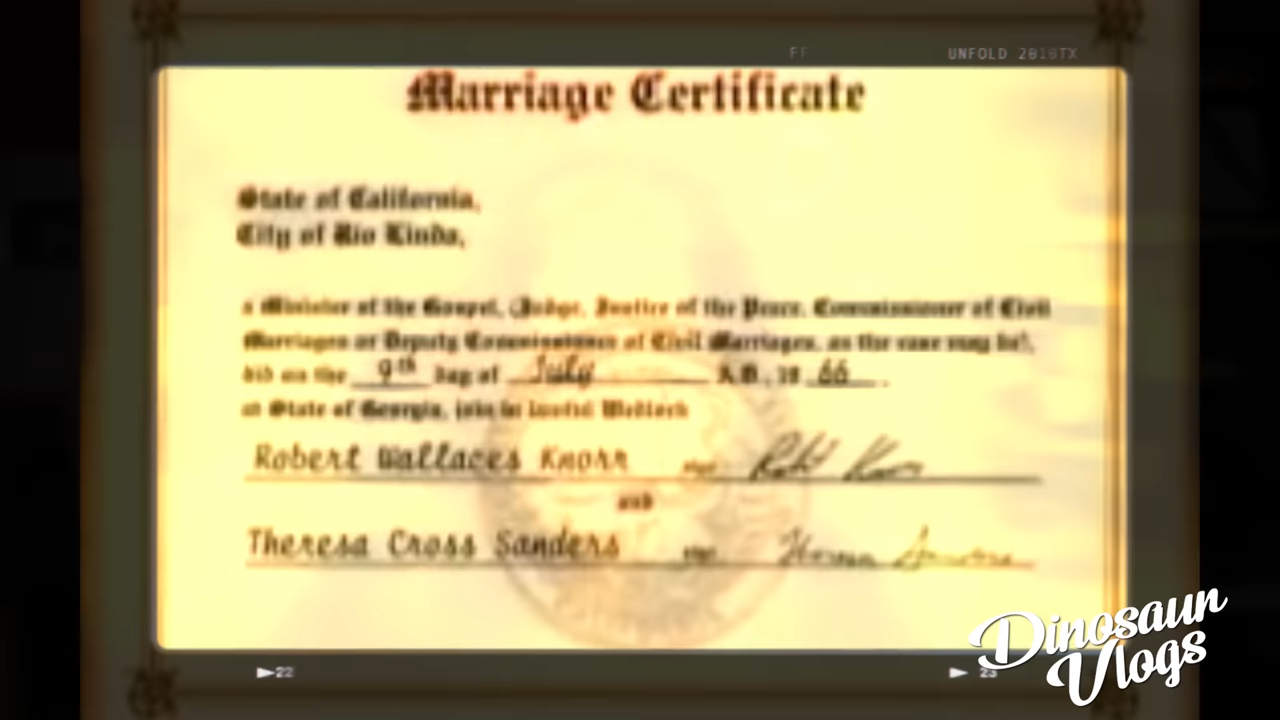 FF
UNFOLD 2818TX
Marriage Certificate
State of California,
City of Rio Linda,
a Minister of the Gospel, (Judge, Justice of the Peace, Commissioner of Civil
Marriages or Deputy Commissioner of Civil Marriages, as the case may be),
did on the 9th day of July A.D., 19 66 .
at State of Georgia, join in lawful Wedlock
Robert Wallaces Knorr
and
Theresa Cross Sanders
22
23
Dinosaur
Vlogs